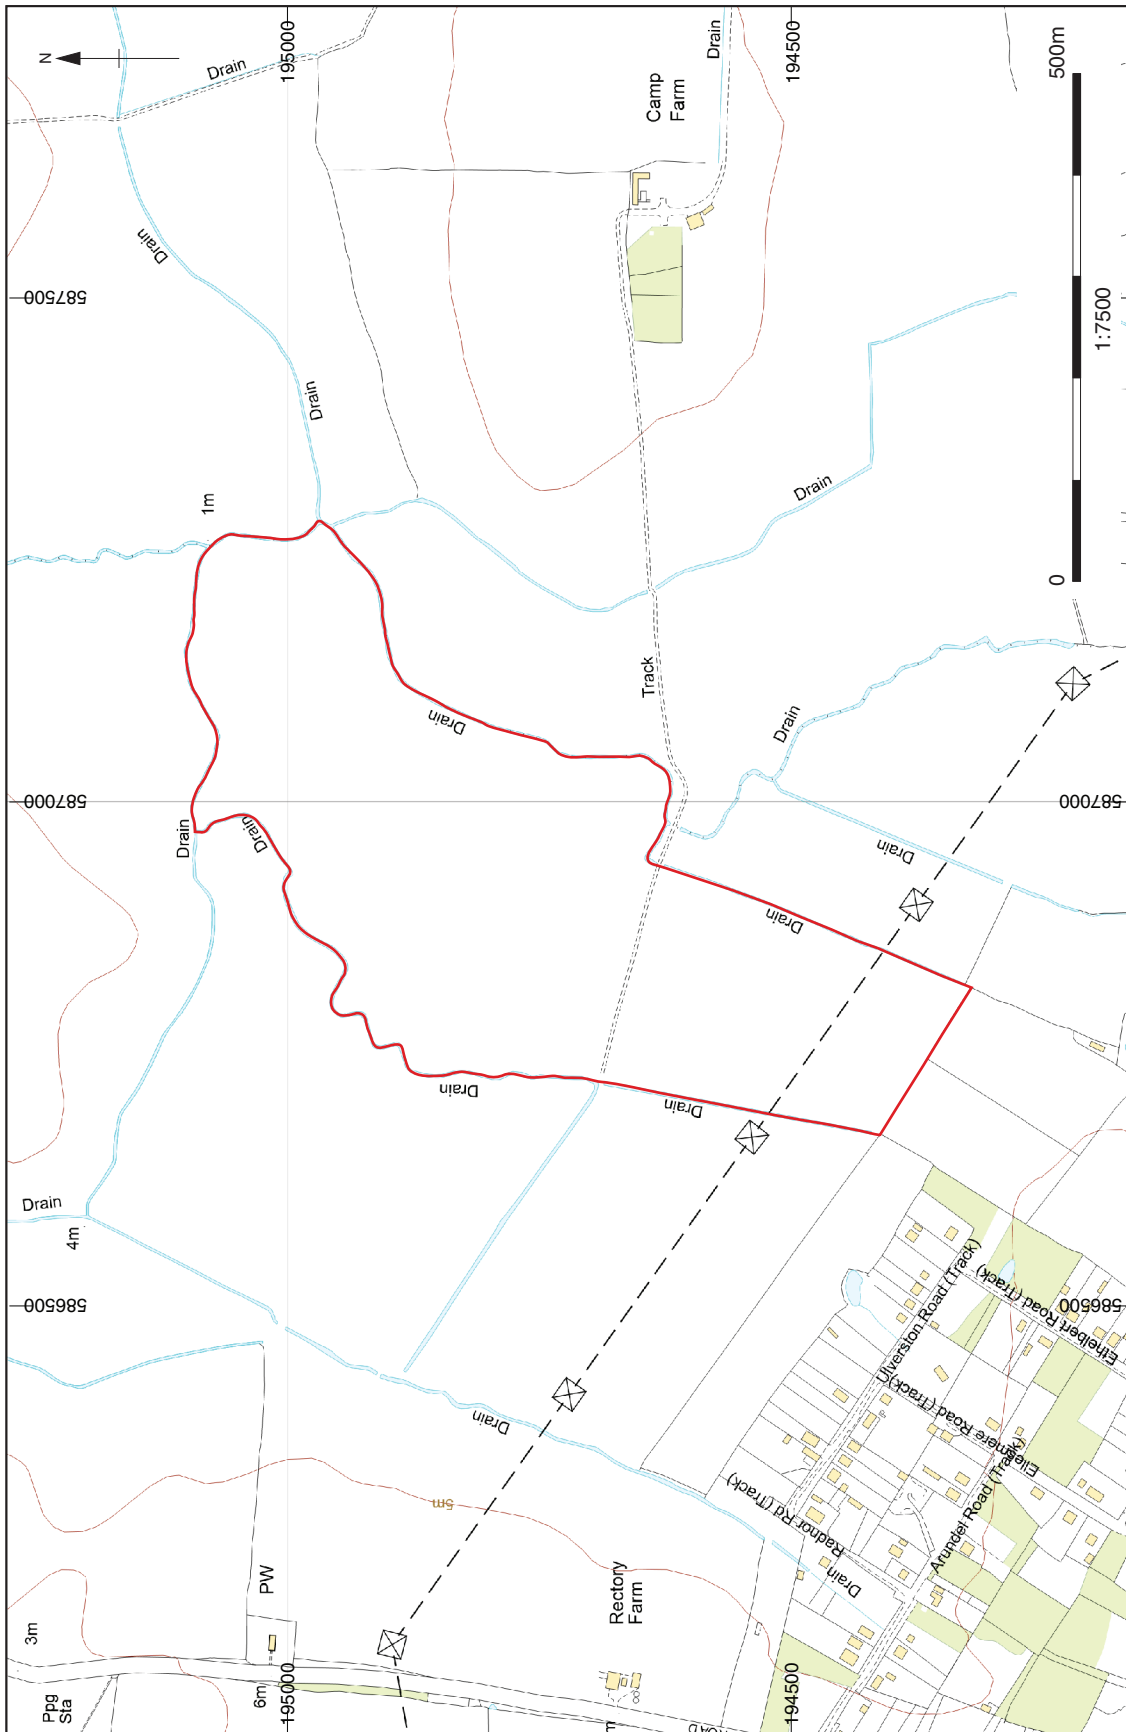 N
Drain
195000
Drain
194500
500m
Camp
Farm
Drain
587500
1:7500
Drain
1m
Drain
0
Track
Drain
Drain
587000
587000
Drain
Drain
Drain
Drain
Drain
Drain
Drain
4m
586500
586500
Ulverston Road (Track)
Ethelbert Road (Track)
Ellesmere Road (Track)
Arundel Road (Track)
Radnor Rd (Track)
Drain
Drain
5m
3m
PW
Rectory
Farm
Ppg
Sta
6m
195000
194500
ROAD